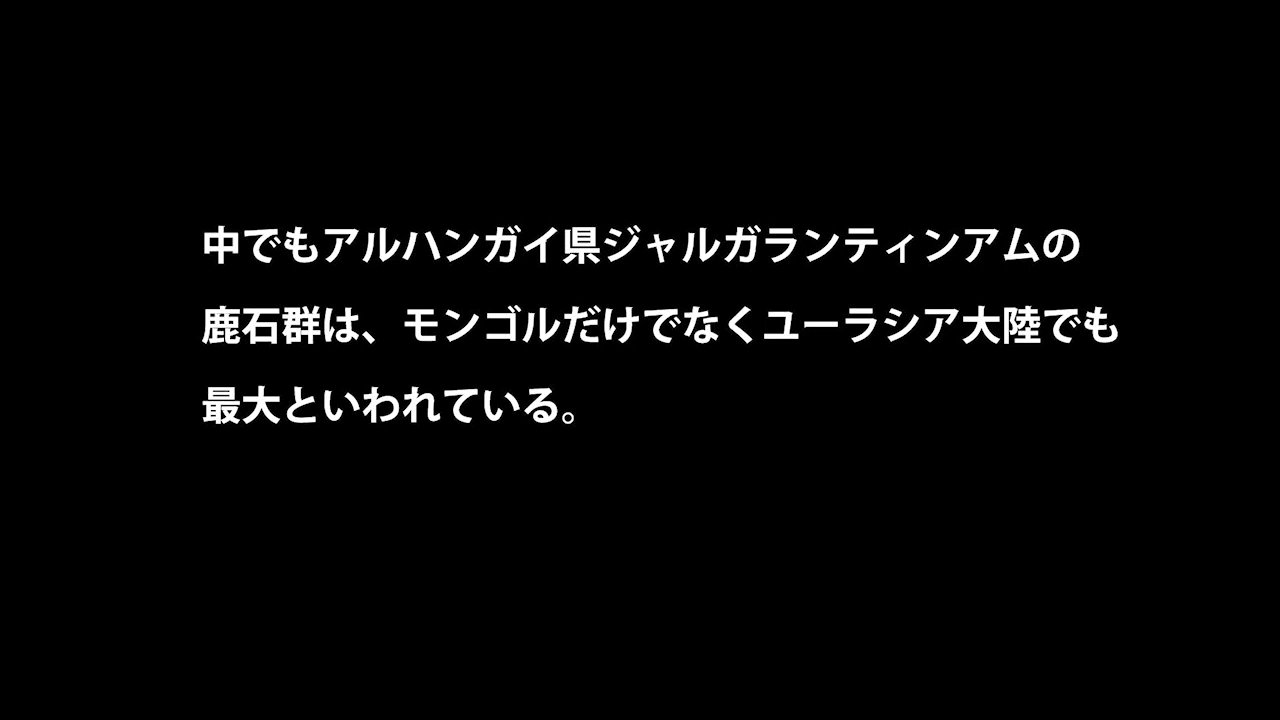 中でもアルハンガイ県ジャルガランティンアムの
鹿石群は、モンゴルだけでなくユーラシア大陸でも
最大といわれている。